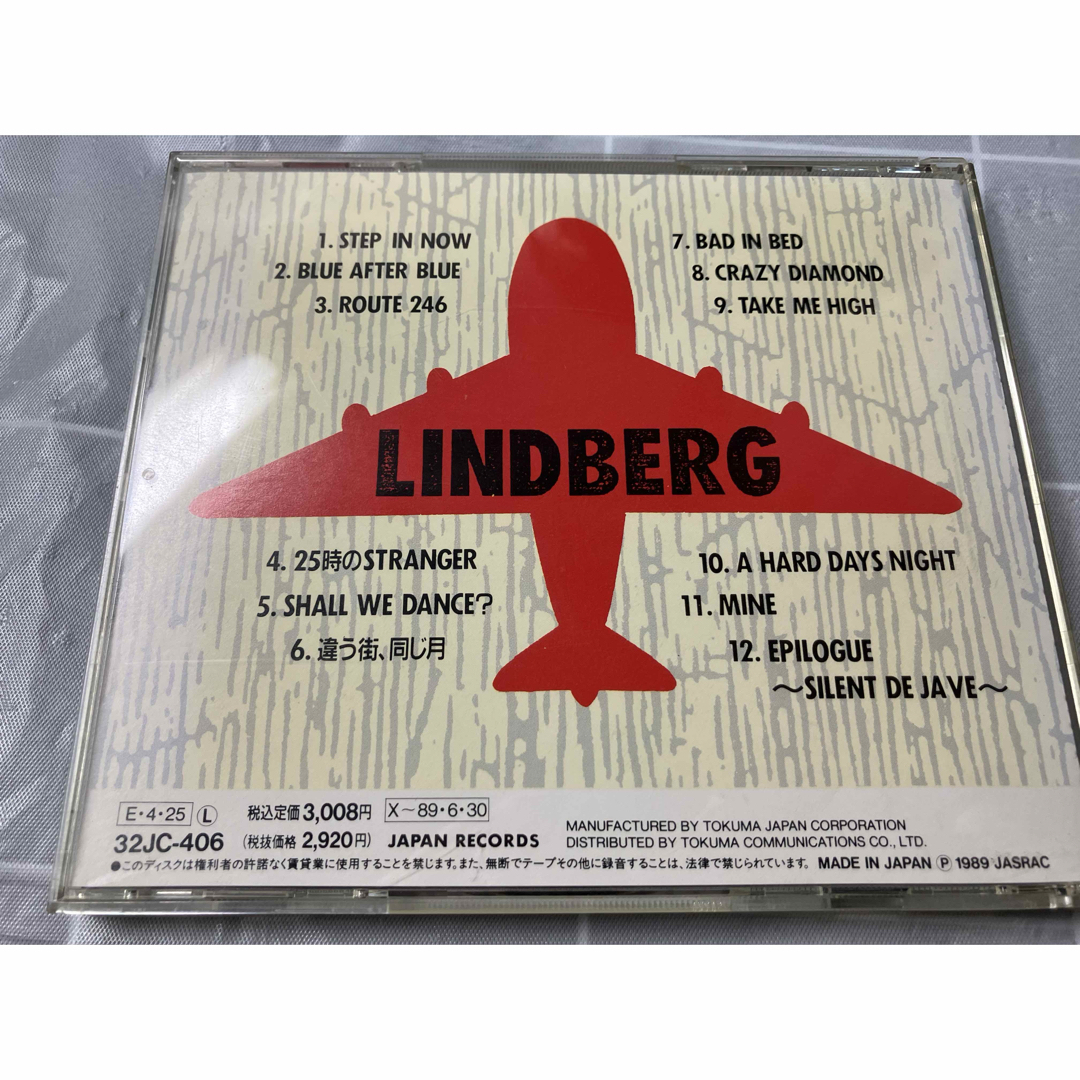 1. STEP IN NOW
2. BLUE AFTER BLUE
3. ROUTE 246
7. BAD IN BED
8. CRAZY DIAMOND
9. TAKE ME HIGH
LINDBERG
4. 25時のSTRANGER
5. SHALL WE DANCE?
6. 違う街、同じ月
10. A HARD DAYS NIGHT
11. MINE
12. EPILOGUE
〜SILENT DE JAVE〜
E・4・25 Ⓛ 税込定価3,008円 X〜89・6・30
32JC-406 (税抜価格 2,920円) JAPAN RECORDS
MANUFACTURED BY TOKUMA JAPAN CORPORATION
DISTRIBUTED BY TOKUMA COMMUNICATIONS CO., LTD.
●このディスクは権利者の許諾なく賃貸業に使用することを禁じます。また、無断でテープその他に録音することは、法律で禁じられています。 MADE IN JAPAN Ⓟ 1989 JASRAC